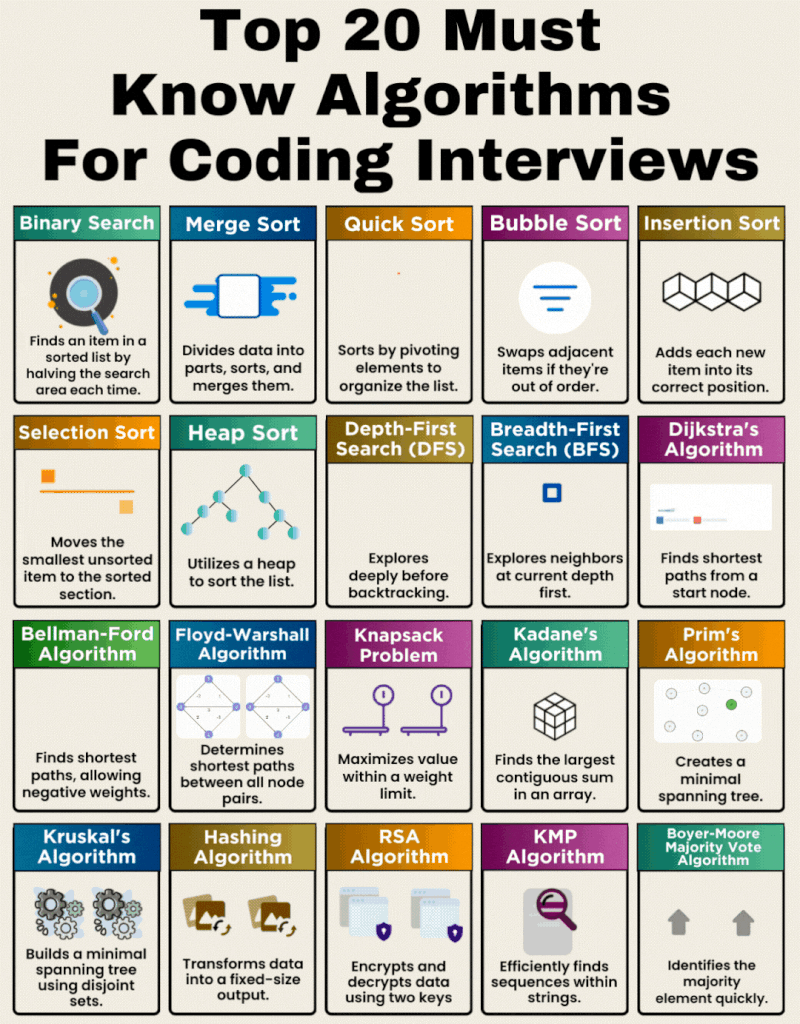 Top 20 Must
Know Algorithms
For Coding Interviews
Binary Search
Finds an item in a
sorted list by
halving the search
area each time.
Merge Sort
Divides data into
parts, sorts, and
merges them.
Quick Sort
Sorts by pivoting
elements to
organize the list.
Bubble Sort
Swaps adjacent
items if they're
out of order.
Insertion Sort
Adds each new
item into its
correct position.
Selection Sort
Moves the
smallest unsorted
item to the sorted
section.
Heap Sort
Utilizes a heap
to sort the list.
Depth-First
Search (DFS)
Explores
deeply before
backtracking.
Breadth-First
Search (BFS)
Explores neighbors
at current depth
first.
Dijkstra's
Algorithm
Finds shortest
paths from a
start node.
Bellman-Ford
Algorithm
Finds shortest
paths, allowing
negative weights.
Floyd-Warshall
Algorithm
Determines
shortest paths
between all node
pairs.
Knapsack
Problem
Maximizes value
within a weight
limit.
Kadane's
Algorithm
Finds the largest
contiguous sum
in an array.
Prim's
Algorithm
Creates a
minimal
spanning tree.
Kruskal's
Algorithm
Builds a minimal
spanning tree
using disjoint
sets.
Hashing
Algorithm
Transforms data
into a fixed-size
output.
RSA
Algorithm
Encrypts and
decrypts data
using two keys
KMP
Algorithm
Efficiently finds
sequences within
strings.
Boyer-Moore
Majority Vote
Algorithm
Identifies the
majority
element quickly.